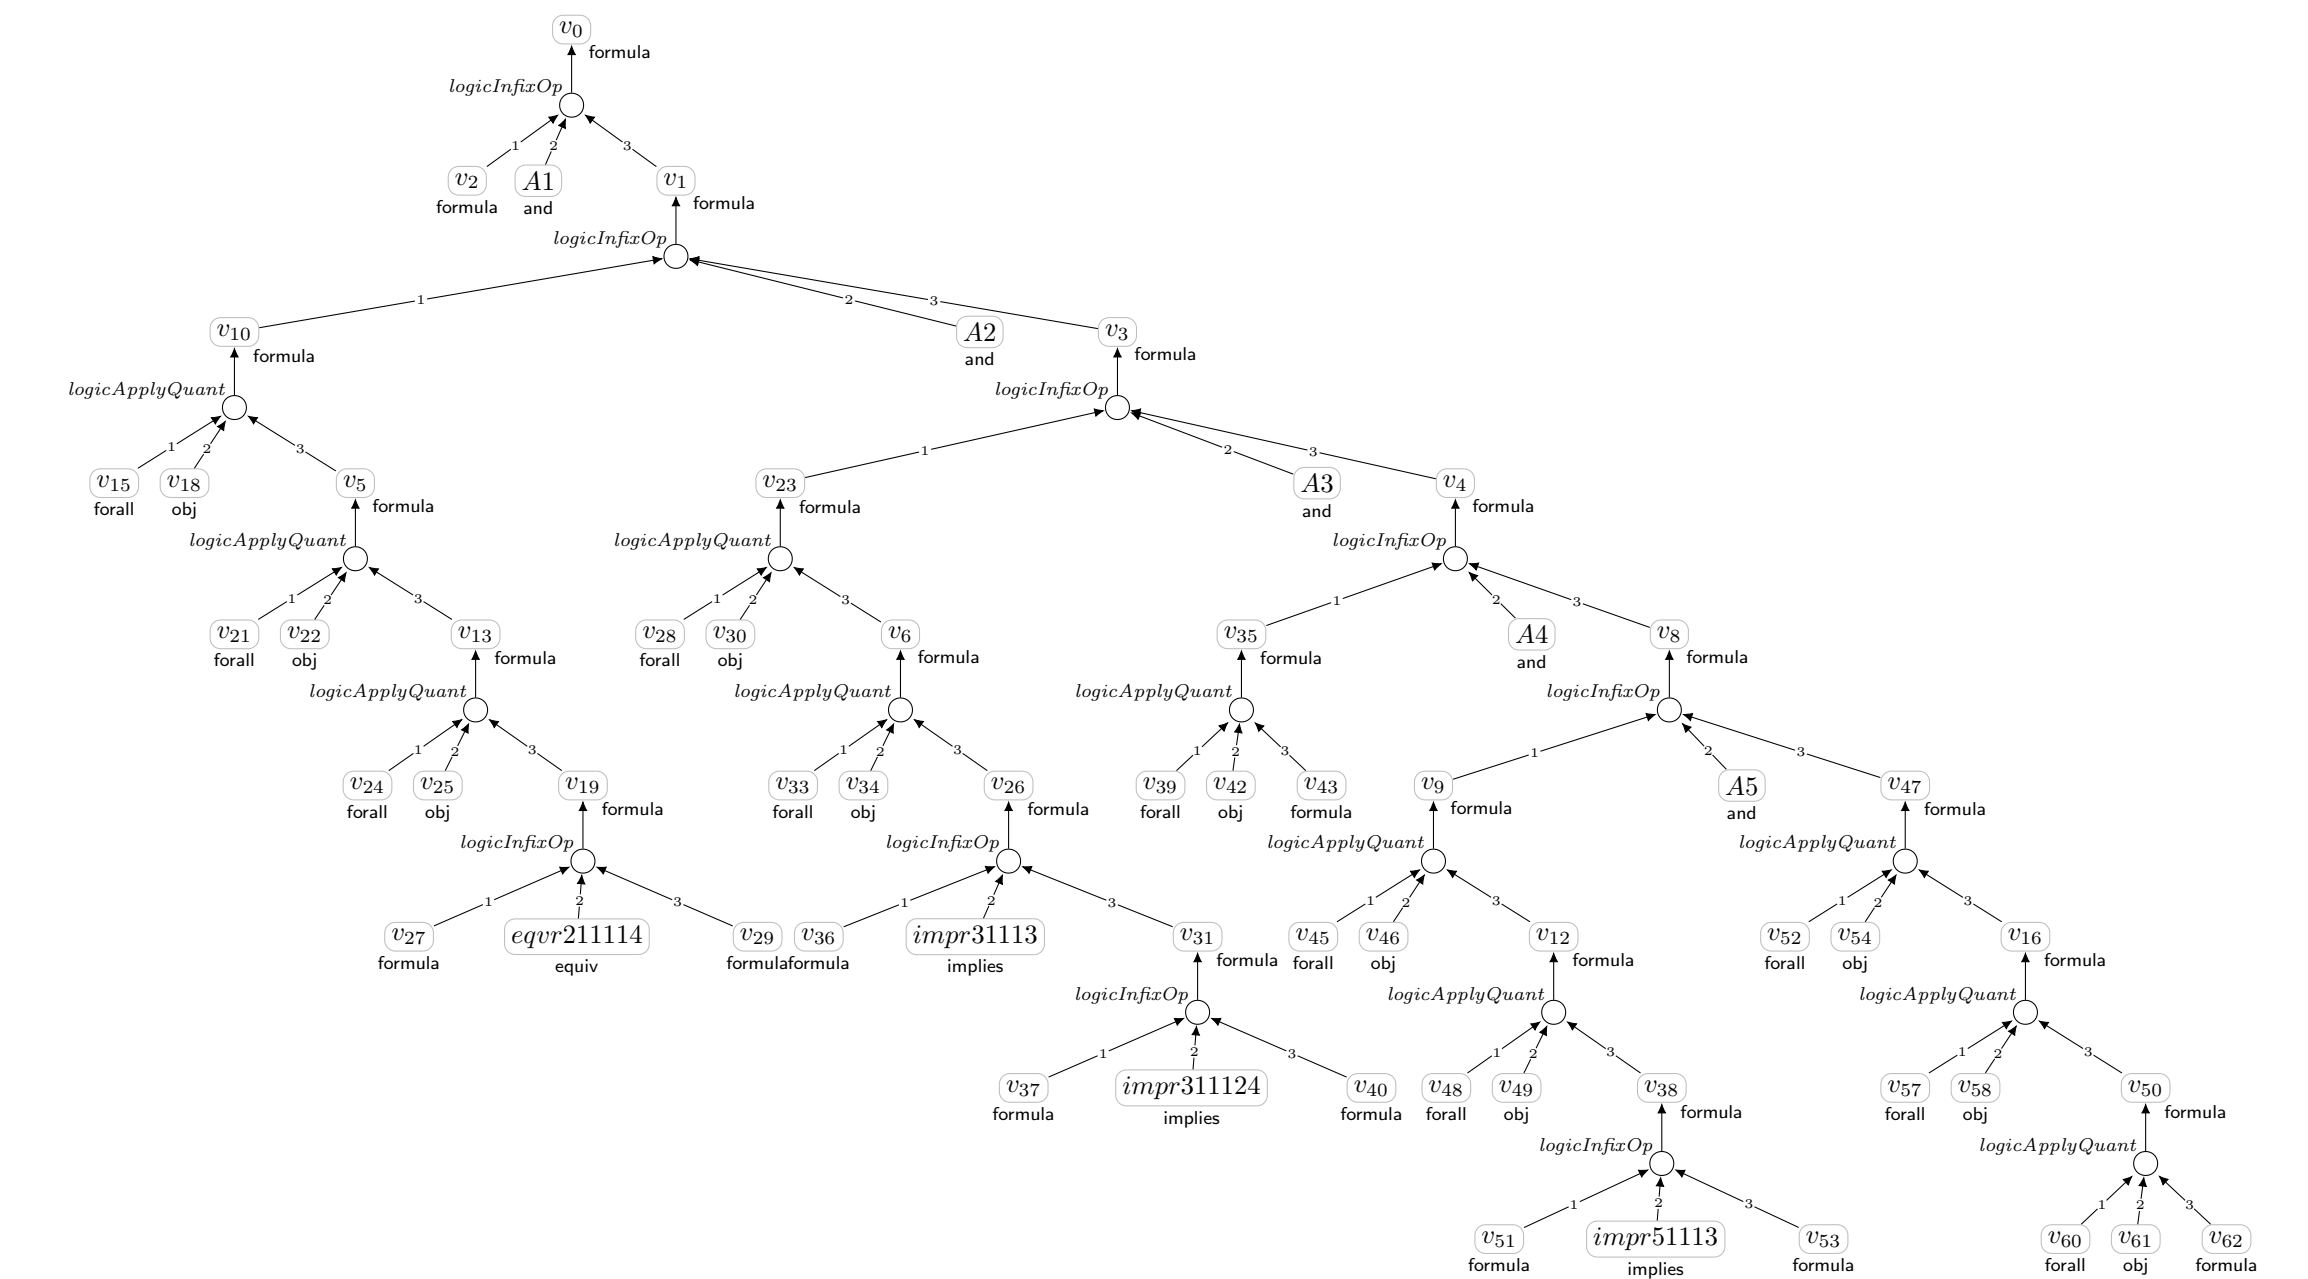 v0
formula
logicInfixOp
1 2 3
v2 A1 v1
formula and formula
logicInfixOp
1 2 3
v10 A2 v3
formula and formula
logicApplyQuant logicInfixOp
1 2 3 1 2 3
v15 v18 v5 v23 A3 v4
forall obj formula formula and formula
logicApplyQuant logicApplyQuant logicInfixOp
1 2 3 1 2 3 1 2 3
v21 v22 v13 v28 v30 v6 v35 A4 v8
forall obj formula forall obj formula formula and formula
logicApplyQuant logicApplyQuant logicApplyQuant logicInfixOp
1 2 3 1 2 3 1 2 3 1 2 3
v24 v25 v19 v33 v34 v26 v39 v42 v43 v9 A5 v47
forall obj formula forall obj formula forall obj formula formula and formula
logicInfixOp logicInfixOp logicApplyQuant logicApplyQuant
1 2 3 1 2 3 1 2 3 1 2 3
v27 eqvr211114 v29 v36 impr31113 v31 v45 v46 v12 v52 v54 v16
formula equiv formula formula implies formula forall obj formula forall obj formula
logicInfixOp logicApplyQuant logicApplyQuant
1 2 3 1 2 3 1 2 3
v37 impr311124 v40 v48 v49 v38 v57 v58 v50
formula implies formula forall obj formula forall obj formula
logicInfixOp logicApplyQuant
1 2 3 1 2 3
v51 impr51113 v53 v60 v61 v62
formula implies formula forall obj formula